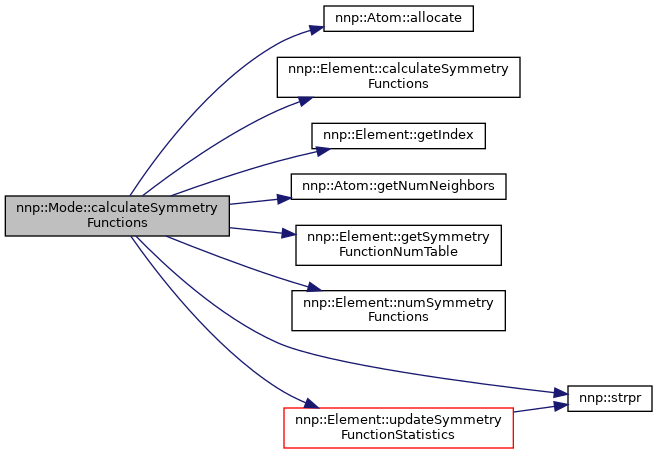 nnp::Atom::allocate
nnp::Element::calculateSymmetry
Functions
nnp::Element::getIndex
nnp::Atom::getNumNeighbors
nnp::Mode::calculateSymmetry
Functions
nnp::Element::getSymmetry
FunctionNumTable
nnp::Element::numSymmetry
Functions
nnp::strpr
nnp::Element::updateSymmetry
FunctionStatistics